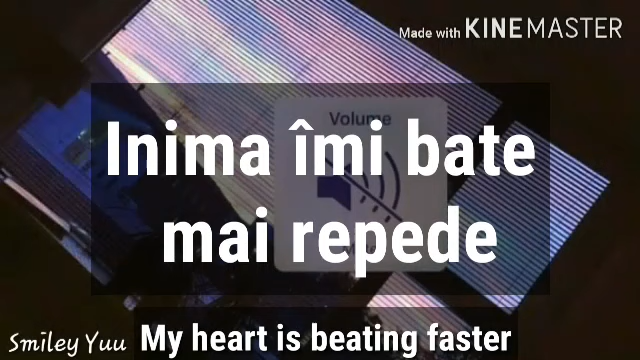 Made with KINEMASTER
Volume
Inima îmi bate
mai repede
Smiley Yuu
My heart is beating faster